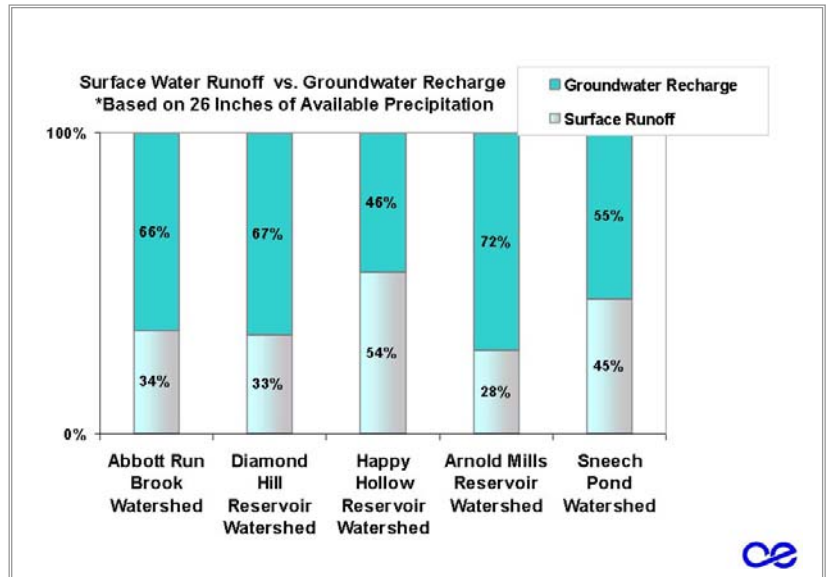 Surface Water Runoff vs. Groundwater Recharge
*Based on 26 Inches of Available Precipitation
Groundwater Recharge
Surface Runoff
100%
66%
67%
46%
72%
55%
34%
33%
54%
28%
45%
0%
Abbott Run
Brook
Watershed
Diamond
Hill
Reservoir
Watershed
Happy
Hollow
Reservoir
Watershed
Arnold Mills
Reservoir
Watershed
Sneech
Pond
Watershed